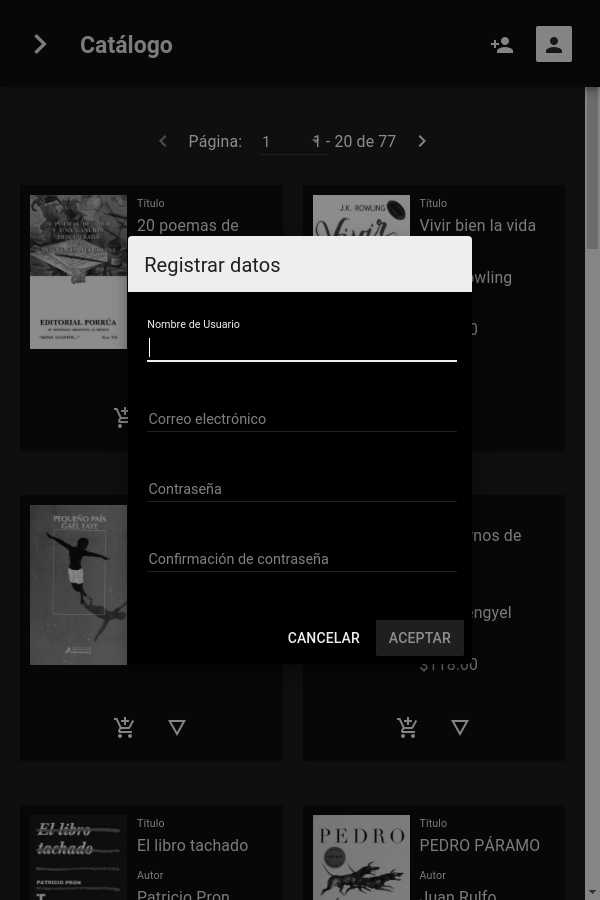 Catálogo
Página: 1 1 - 20 de 77
Título
20 poemas de
EDITORIAL PORRÚA
J.K. ROWLING
Vivir
Título
Vivir bien la vida
owling
0
Registrar datos
Nombre de Usuario
Correo electrónico
Contraseña
Confirmación de contraseña
CANCELAR
ACEPTAR
PEQUEÑO PAÍS
GAËL FAYE
rnos de
engyel
$118.00
El libro
tachado
PATRICIO PRON
Título
El libro tachado
Autor
Patricio Pron
PEDRO
Título
PEDRO PÁRAMO
Autor
Juan Rulfo